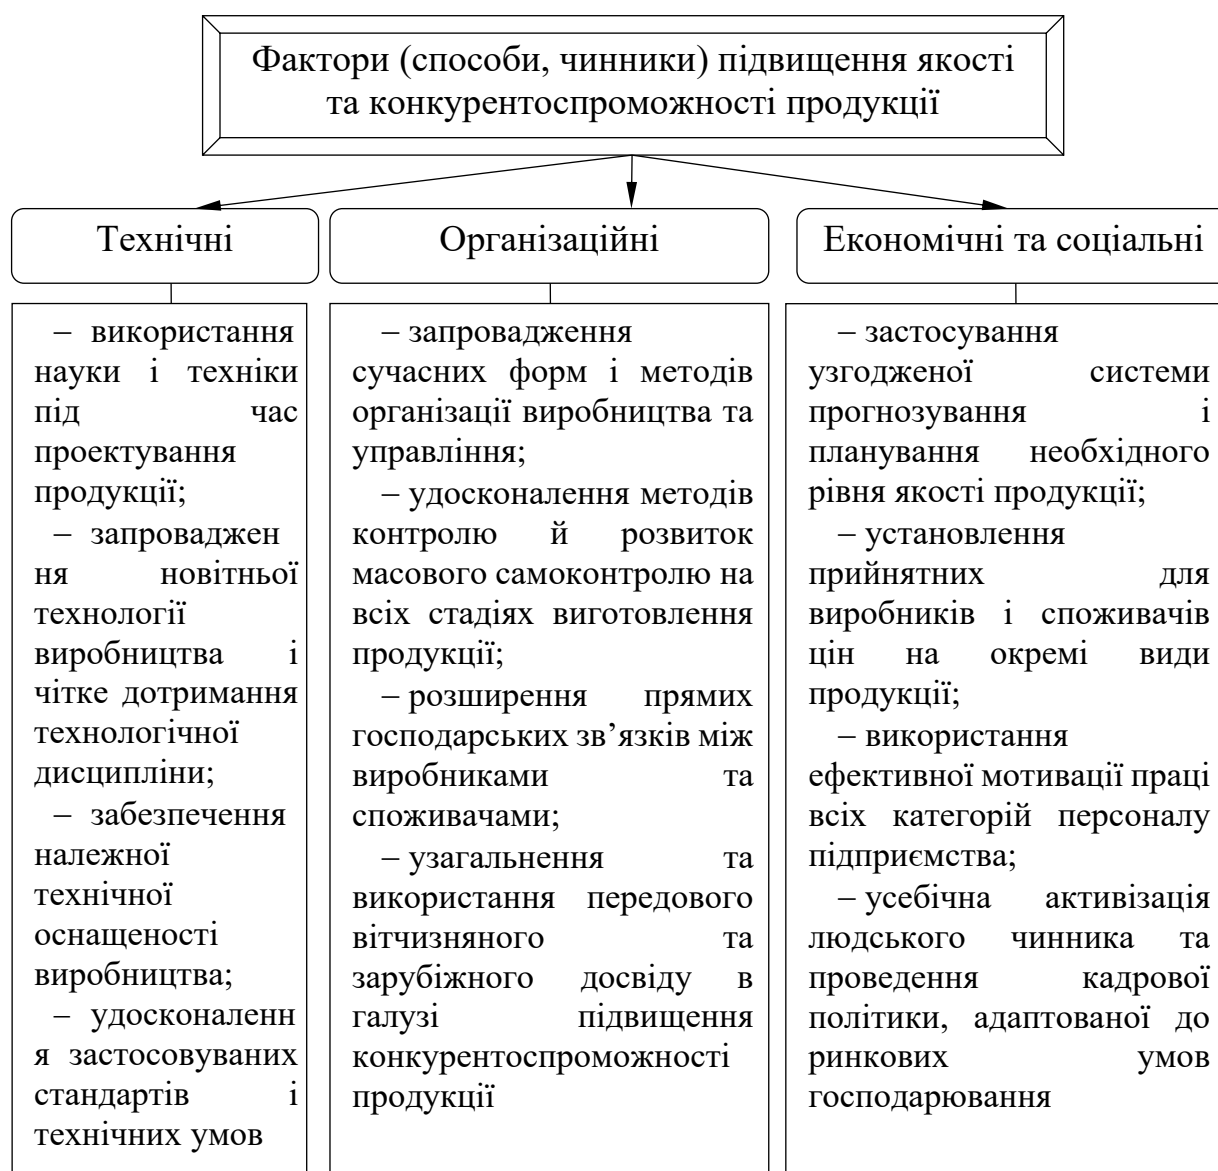 Фактори (способи, чинники) підвищення якості
та конкурентоспроможності продукції
Технічні
Організаційні
Економічні та соціальні
– використання
науки і техніки
під час
проектування
продукції;
– запроваджен
ня новітньої
технології
виробництва і
чітке дотримання
технологічної
дисципліни;
– забезпечення
належної
технічної
оснащеності
виробництва;
– удосконаленн
я застосовуваних
стандартів і
технічних умов
– запровадження
сучасних форм і методів
організації виробництва та
управління;
– удосконалення методів
контролю й розвиток
масового самоконтролю на
всіх стадіях виготовлення
продукції;
– розширення прямих
господарських зв’язків між
виробниками та
споживачами;
– узагальнення та
використання передового
вітчизняного та
зарубіжного досвіду в
галузі підвищення
конкурентоспроможності
продукції
– застосування
узгодженої системи
прогнозування і
планування необхідного
рівня якості продукції;
– установлення
прийнятних для
виробників і споживачів
цін на окремі види
продукції;
– використання
ефективної мотивації праці
всіх категорій персоналу
підприємства;
– усебічна активізація
людського чинника та
проведення кадрової
політики, адаптованої до
ринкових умов
господарювання